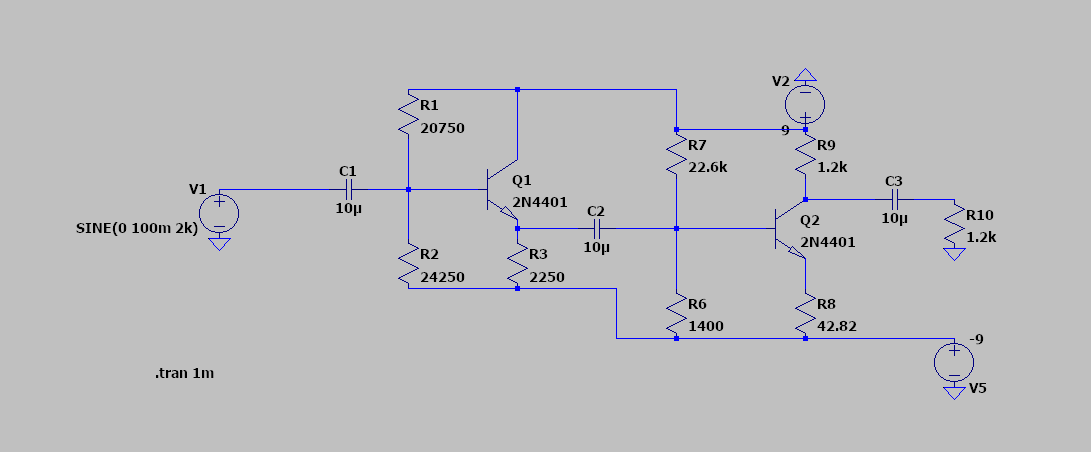 V2
9
R1
20750
R7
22.6k
R9
1.2k
C1
10µ
V1
SINE(0 100m 2k)
Q1
2N4401
C2
10µ
Q2
2N4401
C3
10µ
R10
1.2k
R2
24250
R3
2250
R6
1400
R8
42.82
-9
V5
.tran 1m